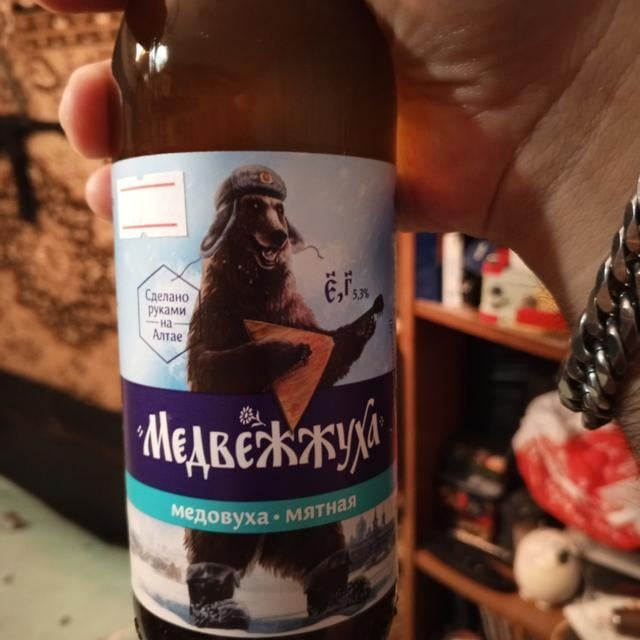 Сделано
руками
на
Алтае
5,3%
"Медвежжуха"
медовуха • мятная